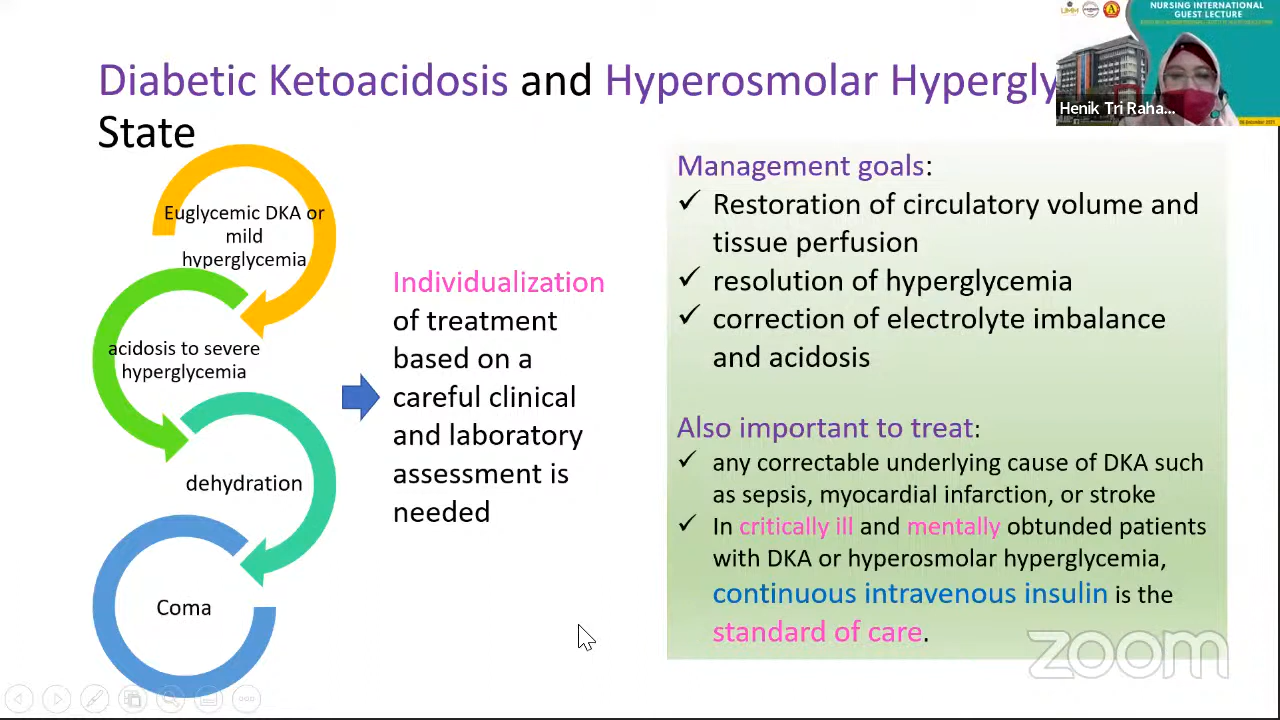 NURSING INTERNATIONAL
GUEST LECTURE
Henik Tri Raha...
Diabetic Ketoacidosis and Hyperosmolar Hypergly
State
Euglycemic DKA or
mild
hyperglycemia
acidosis to severe
hyperglycemia
dehydration
Coma
Individualization
of treatment
based on a
careful clinical
and laboratory
assessment is
needed
Management goals:
✓ Restoration of circulatory volume and
tissue perfusion
✓ resolution of hyperglycemia
✓ correction of electrolyte imbalance
and acidosis
Also important to treat:
✓ any correctable underlying cause of DKA such
as sepsis, myocardial infarction, or stroke
✓ In critically ill and mentally obtunded patients
with DKA or hyperosmolar hyperglycemia,
continuous intravenous insulin is the
standard of care.
zoom